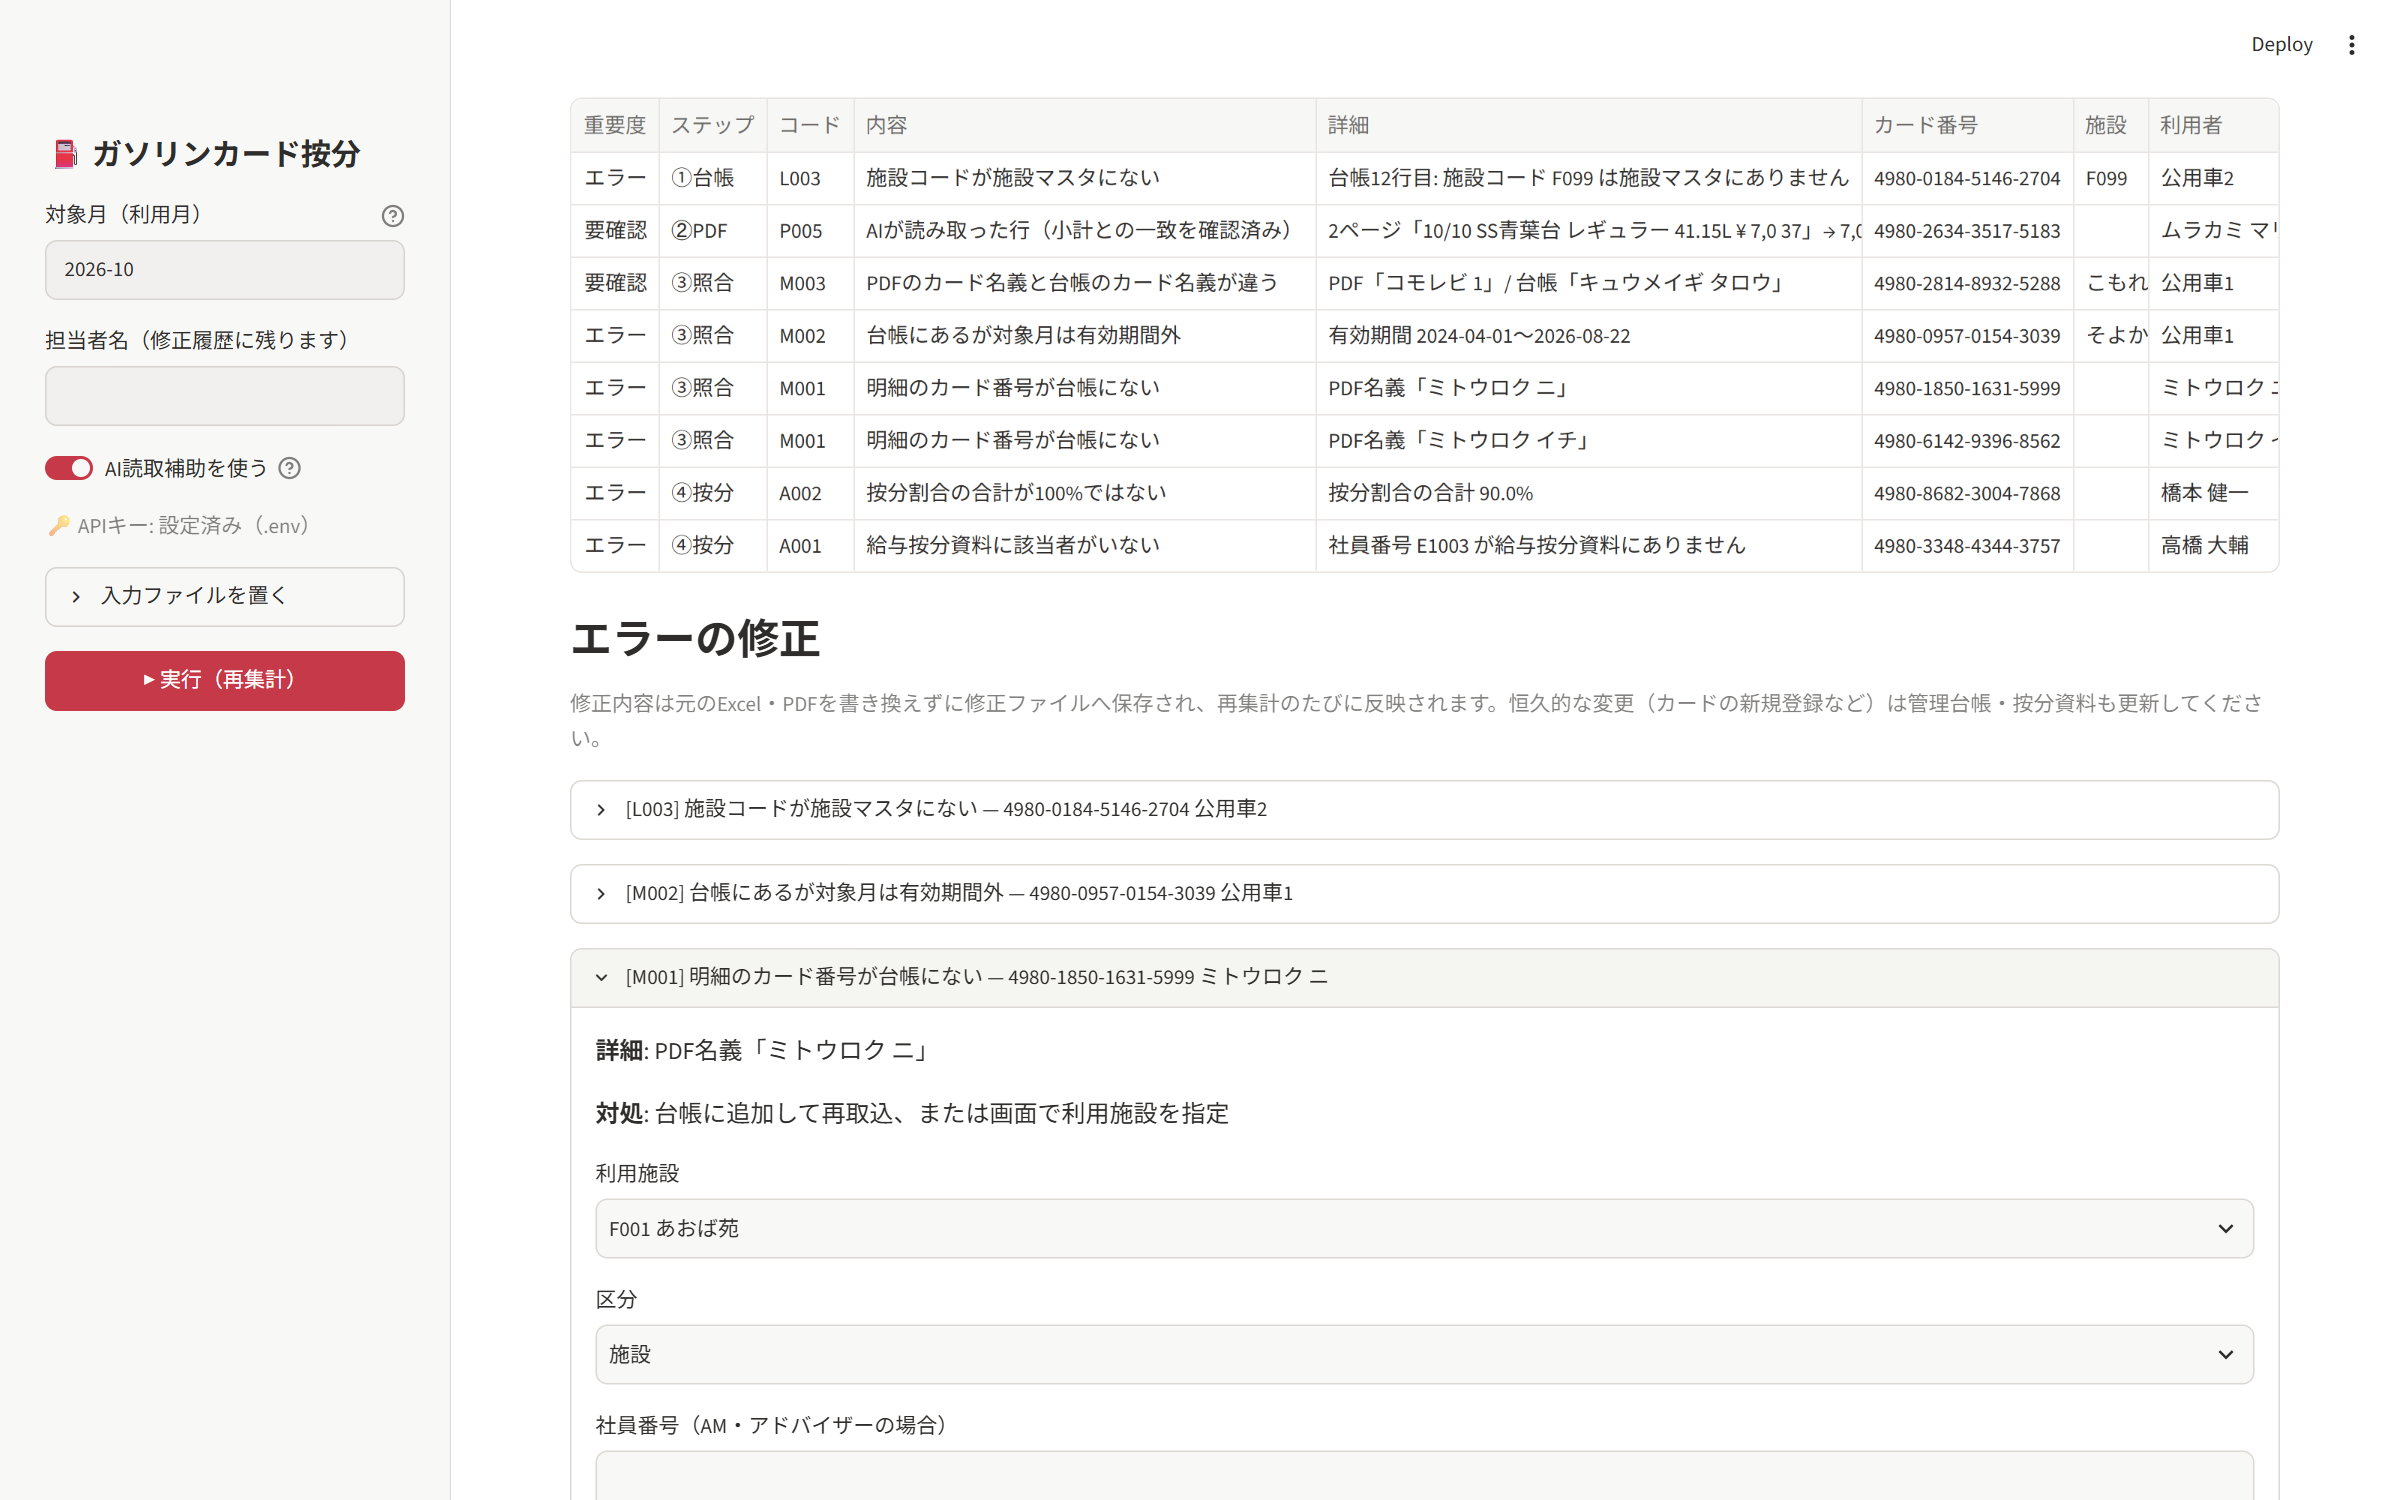 Deploy
ガソリンカード按分
対象月（利用月）
2026-10
担当者名（修正履歴に残ります）
AI読取補助を使う
APIキー: 設定済み（.env）
入力ファイルを置く
▶ 実行（再集計）
重要度 ステップ コード 内容 詳細 カード番号 施設 利用者
エラー ①台帳 L003 施設コードが施設マスタにない 台帳12行目: 施設コード F099 は施設マスタにありません 4980-0184-5146-2704 F099 公用車2
要確認 ②PDF P005 AIが読み取った行（小計との一致を確認済み） 2ページ「10/10 SS青葉台 レギュラー 41.15L ¥ 7,0 37」→ 7,0 4980-2634-3517-5183 ムラカミ マ
要確認 ③照合 M003 PDFのカード名義と台帳のカード名義が違う PDF「コモレビ 1」/ 台帳「キュウメイギ タロウ」 4980-2814-8932-5288 こもれ 公用車1
エラー ③照合 M002 台帳にあるが対象月は有効期間外 有効期間 2024-04-01〜2026-08-22 4980-0957-0154-3039 そよか 公用車1
エラー ③照合 M001 明細のカード番号が台帳にない PDF名義「ミトウロク ニ」 4980-1850-1631-5999 ミトウロク
エラー ③照合 M001 明細のカード番号が台帳にない PDF名義「ミトウロク イチ」 4980-6142-9396-8562 ミトウロク
エラー ④按分 A002 按分割合の合計が100%ではない 按分割合の合計 90.0% 4980-8682-3004-7868 橋本 健一
エラー ④按分 A001 給与按分資料に該当者がいない 社員番号 E1003 が給与按分資料にありません 4980-3348-4344-3757 高橋 大輔
エラーの修正
修正内容は元のExcel・PDFを書き換えずに修正ファイルへ保存され、再集計のたびに反映されます。恒久的な変更（カードの新規登録など）は管理台帳・按分資料も更新してくださ
い。
[L003] 施設コードが施設マスタにない — 4980-0184-5146-2704 公用車2
[M002] 台帳にあるが対象月は有効期間外 — 4980-0957-0154-3039 公用車1
[M001] 明細のカード番号が台帳にない — 4980-1850-1631-5999 ミトウロク ニ
詳細: PDF名義「ミトウロク ニ」
対処: 台帳に追加して再取込、または画面で利用施設を指定
利用施設
F001 あおば苑
区分
施設
社員番号（AM・アドバイザーの場合）